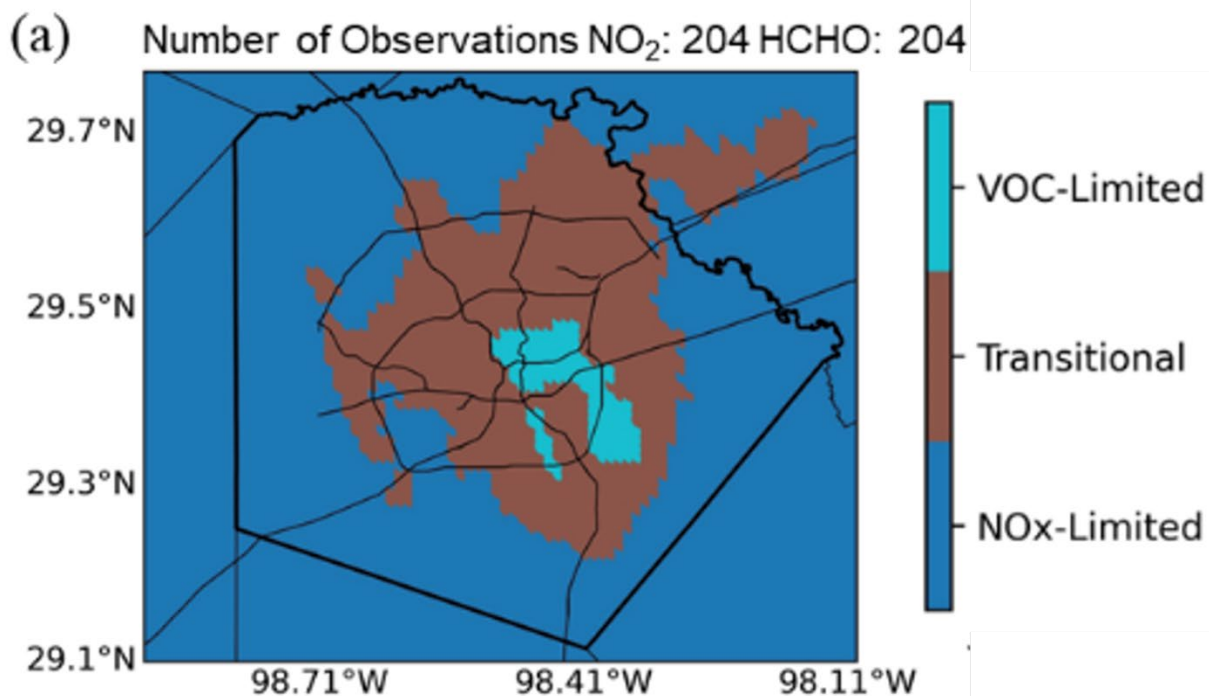 (a)
Number of Observations NO₂: 204 HCHO: 204
29.7°N
29.5°N
29.3°N
29.1°N
98.71°W 98.41°W 98.11°W
VOC-Limited
Transitional
NOx-Limited